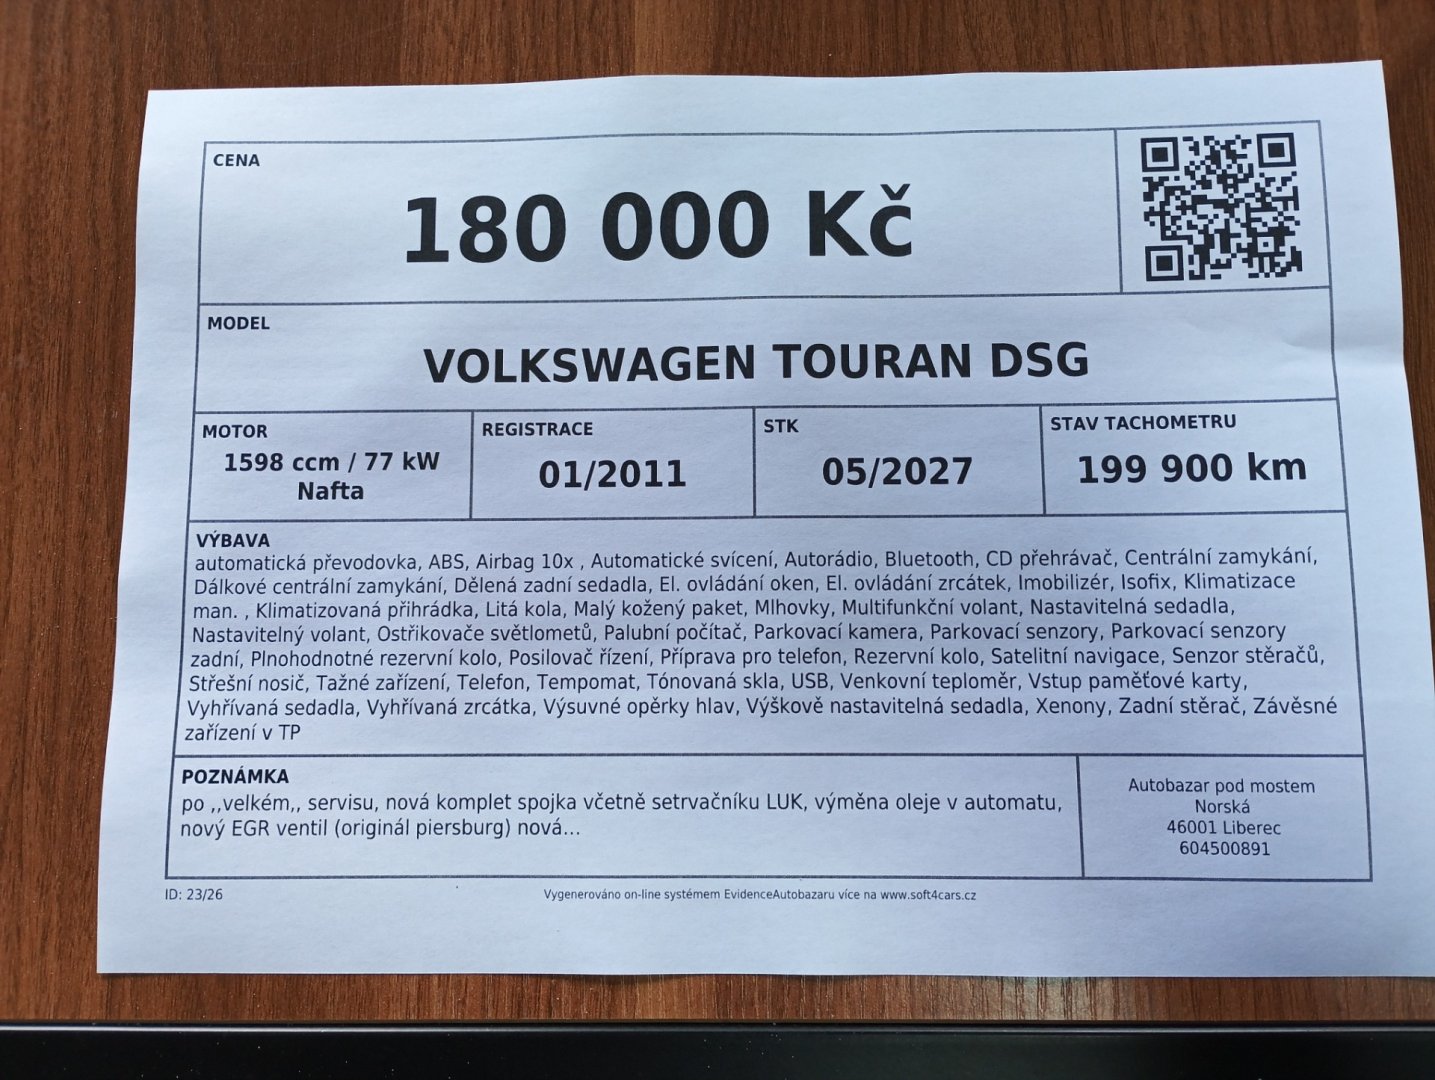 CENA
180 000 Kč
MODEL
VOLKSWAGEN TOURAN DSG
MOTOR
1598 ccm / 77 kW
Nafta
REGISTRACE
01/2011
STK
05/2027
STAV TACHOMETRU
199 900 km
VÝBAVA
automatická převodovka, ABS, Airbag 10x , Automatické svícení, Autorádio, Bluetooth, CD přehrávač, Centrální zamykání,
Dálkové centrální zamykání, Dělená zadní sedadla, El. ovládání oken, El. ovládání zrcátek, Imobilizér, Isofix, Klimatizace
man. , Klimatizovaná přihrádka, Litá kola, Malý kožený paket, Mlhovky, Multifunkční volant, Nastavitelná sedadla,
Nastavitelný volant, Ostřikovače světlometů, Palubní počítač, Parkovací kamera, Parkovací senzory, Parkovací senzory
zadní, Plnohodnotné rezervní kolo, Posilovač řízení, Příprava pro telefon, Rezervní kolo, Satelitní navigace, Senzor stěračů,
Střešní nosič, Tažné zařízení, Telefon, Tempomat, Tónovaná skla, USB, Venkovní teploměr, Vstup paměťové karty,
Vyhřívaná sedadla, Vyhřívaná zrcátka, Výsuvné opěrky hlav, Výškově nastavitelná sedadla, Xenony, Zadní stěrač, Závěsné
zařízení v TP
POZNÁMKA
po ,,velkém,, servisu, nová komplet spojka včetně setrvačníku LUK, výměna oleje v automatu,
nový EGR ventil (originál piersburg) nová...
Autobazar pod mostem
Norská
46001 Liberec
604500891
ID: 23/26
Vygenerováno on-line systémem EvidenceAutobazaru více na www.soft4cars.cz